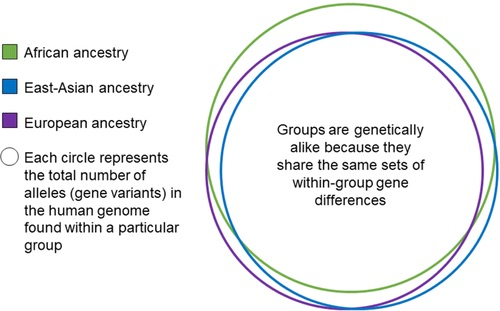 African ancestry
East-Asian ancestry
European ancestry
Each circle represents
the total number of
alleles (gene variants) in
the human genome
found within a particular
group
Groups are genetically
alike because they
share the same sets of
within-group gene
differences